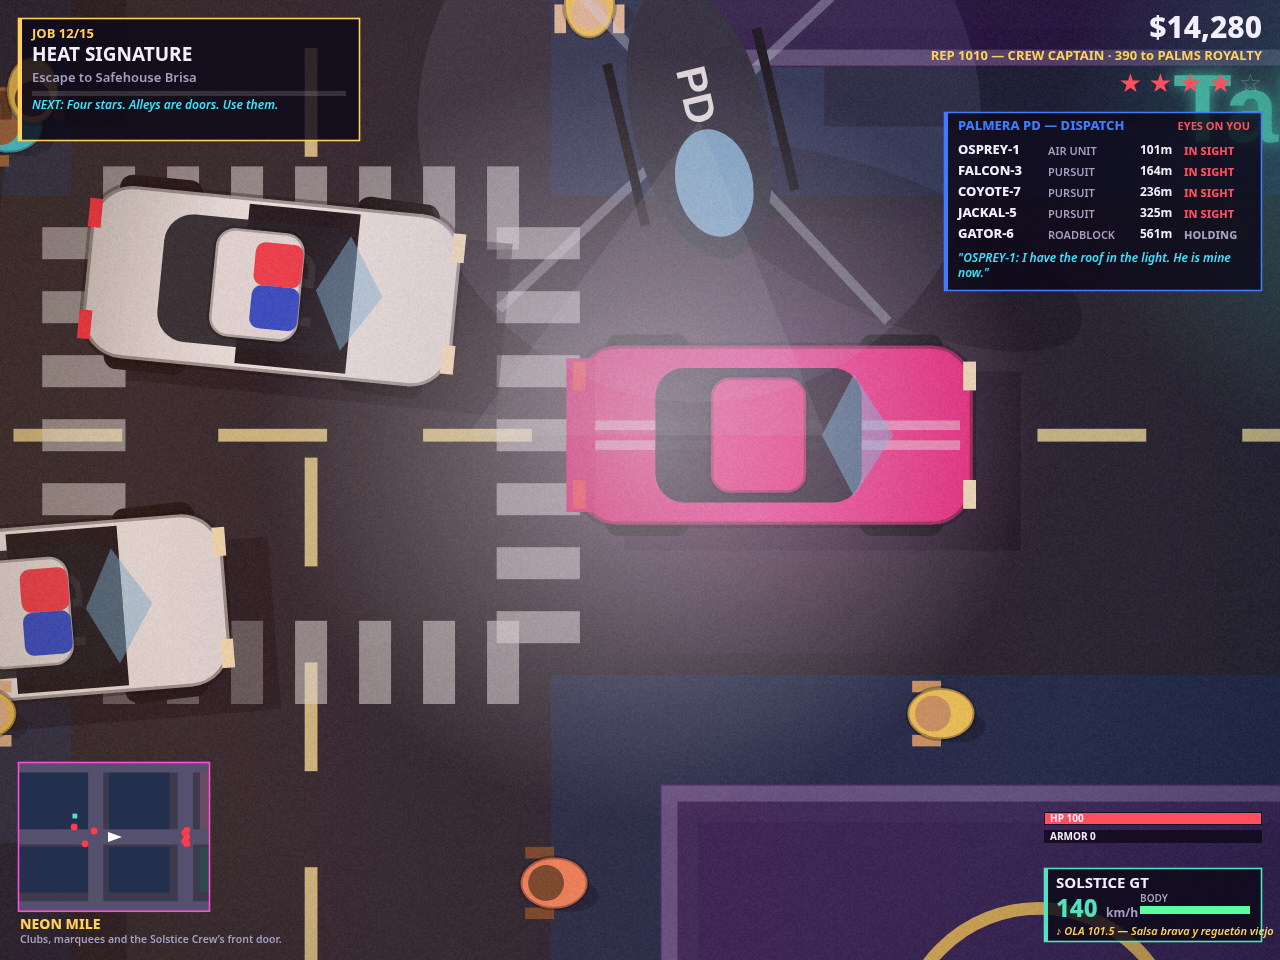 JOB 12/15
HEAT SIGNATURE
Escape to Safehouse Brisa
NEXT: Four stars. Alleys are doors. Use them.
PD
$14,280
REP 1010 — CREW CAPTAIN · 390 to PALMS ROYALTY
Ta
PALMERA PD — DISPATCH EYES ON YOU
OSPREY-1 AIR UNIT 101m IN SIGHT
FALCON-3 PURSUIT 164m IN SIGHT
COYOTE-7 PURSUIT 236m IN SIGHT
JACKAL-5 PURSUIT 325m IN SIGHT
GATOR-6 ROADBLOCK 561m HOLDING
"OSPREY-1: I have the roof in the light. He is mine
now."
NEON MILE
Clubs, marquees and the Solstice Crew's front door.
HP 100
ARMOR 0
SOLSTICE GT
140 km/h BODY
♪ OLA 101.5 — Salsa brava y reguetón viejo